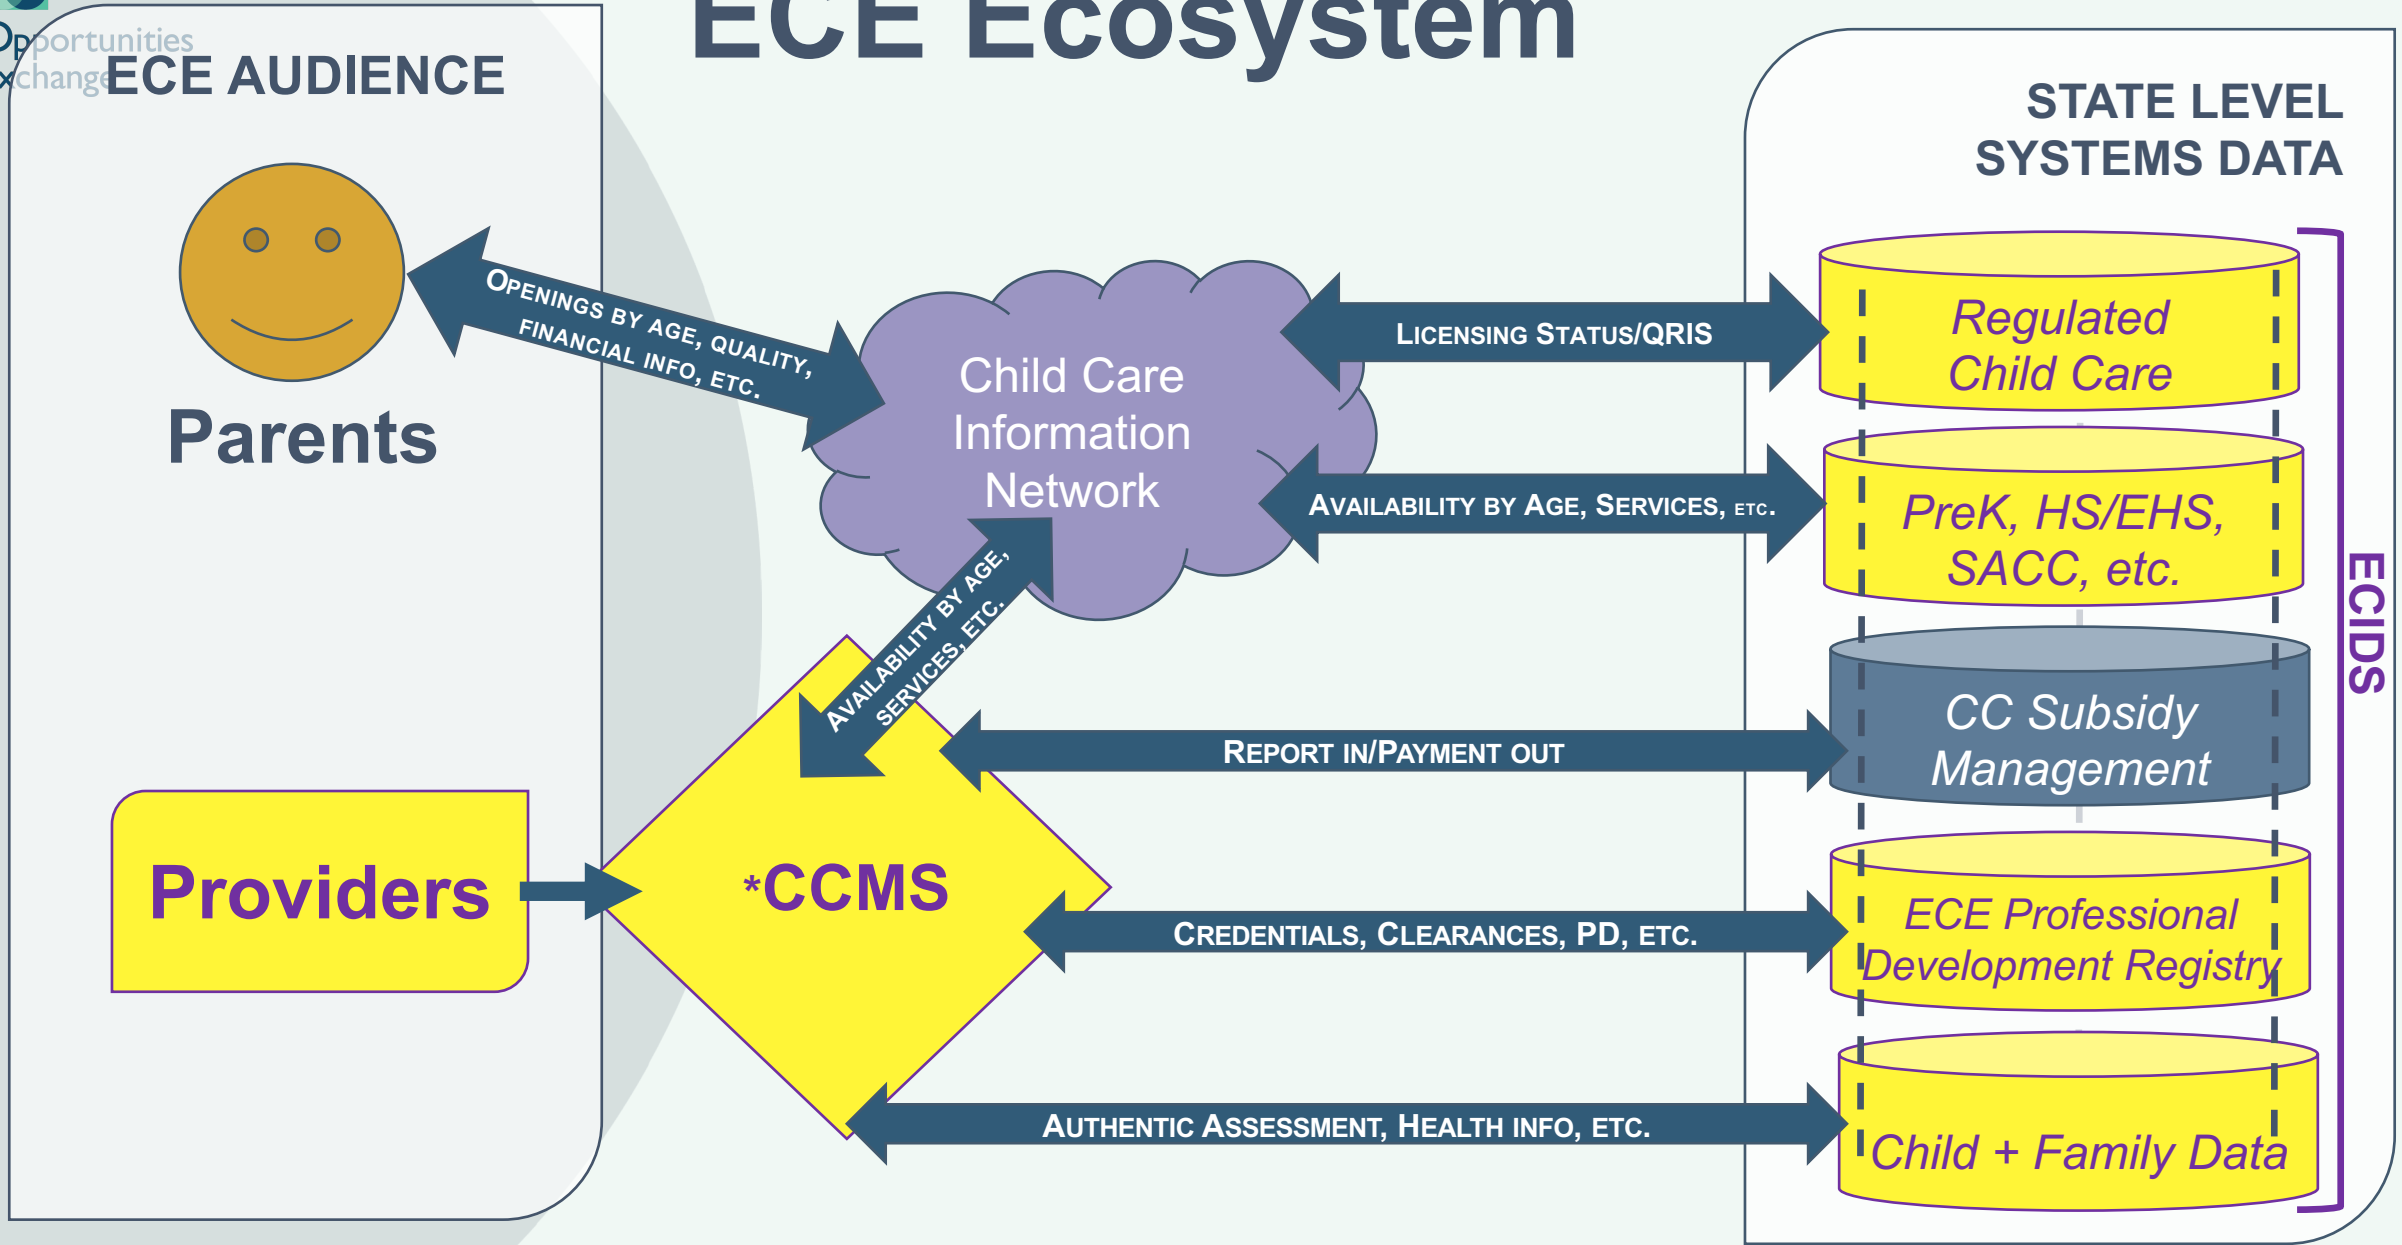 ECE Ecosystem
pportunities
xchange
ECE AUDIENCE
Parents
Providers
OPENINGS BY AGE, QUALITY,
FINANCIAL INFO, ETC.
Child Care
Information
Network
AVAILABILITY BY AGE,
SERVICES, ETC.
*CCMS
LICENSING STATUS/QRIS
AVAILABILITY BY AGE, SERVICES, ETC.
REPORT IN/PAYMENT OUT
CREDENTIALS, CLEARANCES, PD, ETC.
AUTHENTIC ASSESSMENT, HEALTH INFO, ETC.
STATE LEVEL
SYSTEMS DATA
Regulated
Child Care
PreK, HS/EHS,
SACC, etc.
CC Subsidy
Management
ECE Professional
Development Registry
Child + Family Data
ECIDS